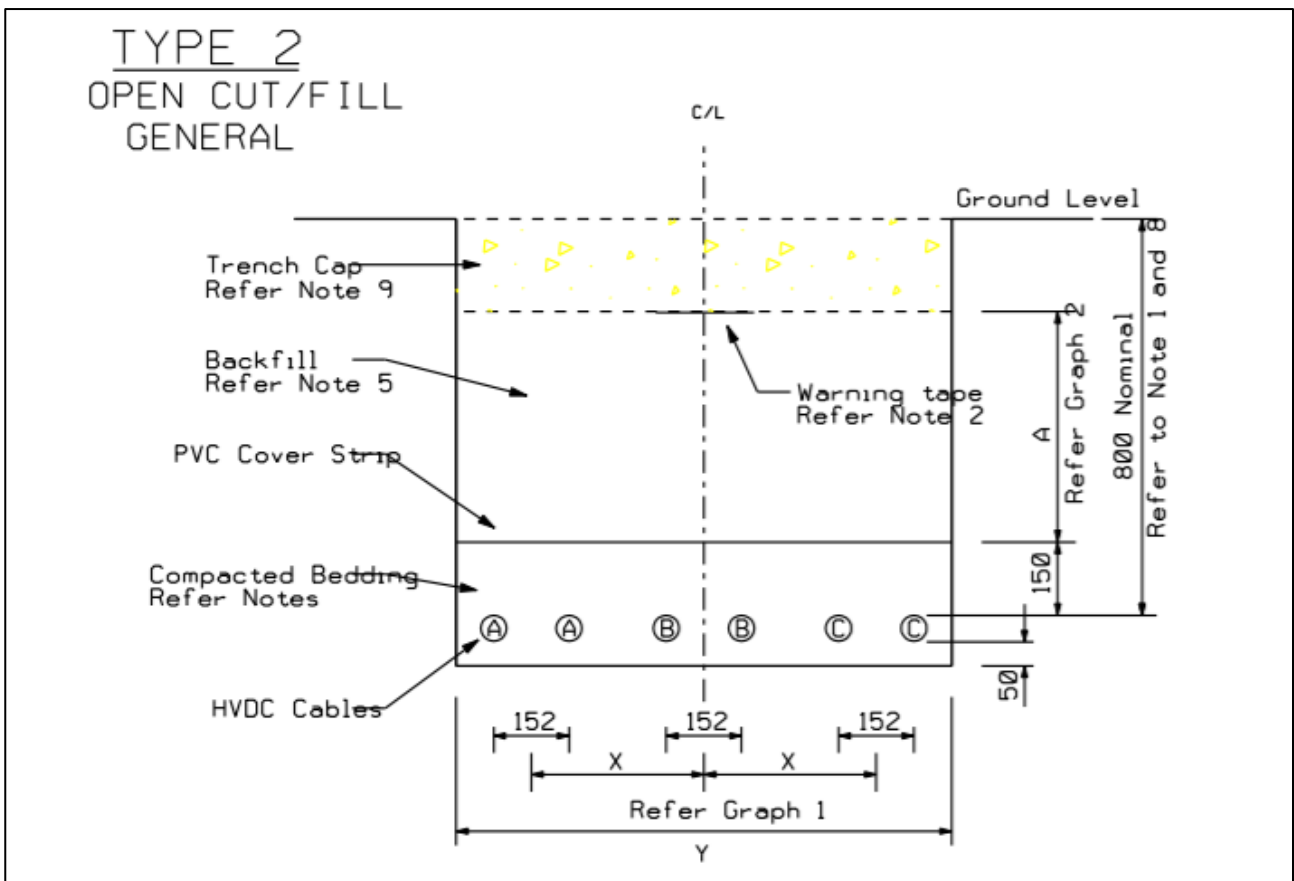 TYPE 2
OPEN CUT/FILL
GENERAL
C/L
Ground Level
Trench Cap
Refer Note 9
Backfill
Refer Note 5
Warning tape
Refer Note 2
PVC Cover Strip
Compacted Bedding
Refer Notes
HVDC Cables
A A B B C C
A
Refer Graph 2
800 Nominal
Refer to Note 1 and 8
150
50
152 152 152
X X
Refer Graph 1
Y